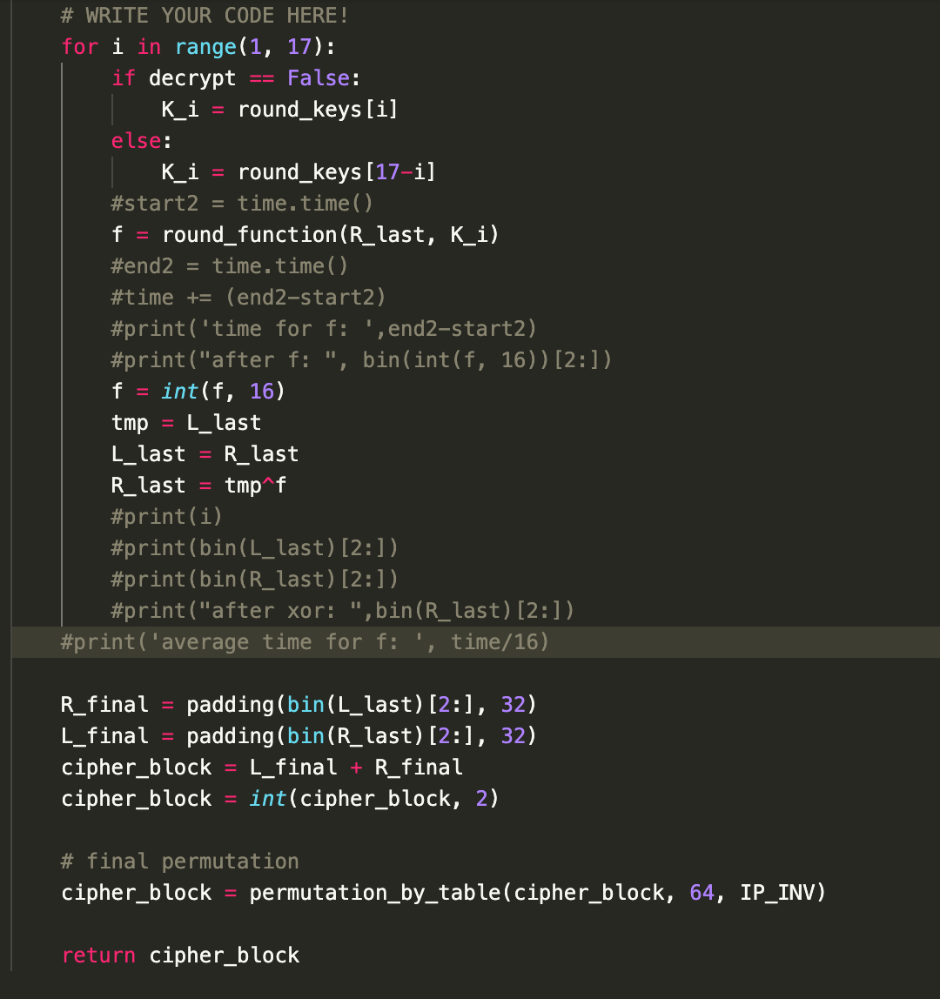 # WRITE YOUR CODE HERE!
for i in range(1, 17):
    if decrypt == False:
        K_i = round_keys[i]
    else:
        K_i = round_keys[17-i]
    #start2 = time.time()
    f = round_function(R_last, K_i)
    #end2 = time.time()
    #time += (end2-start2)
    #print('time for f: ',end2-start2)
    #print("after f: ", bin(int(f, 16))[2:])
    f = int(f, 16)
    tmp = L_last
    L_last = R_last
    R_last = tmp^f
    #print(i)
    #print(bin(L_last)[2:])
    #print(bin(R_last)[2:])
    #print("after xor: ",bin(R_last)[2:])
#print('average time for f: ', time/16)

R_final = padding(bin(L_last)[2:], 32)
L_final = padding(bin(R_last)[2:], 32)
cipher_block = L_final + R_final
cipher_block = int(cipher_block, 2)

# final permutation
cipher_block = permutation_by_table(cipher_block, 64, IP_INV)

return cipher_block